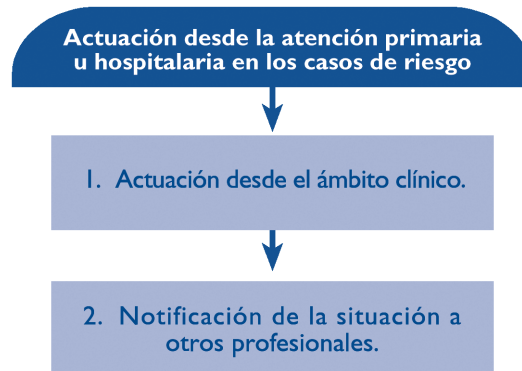 Actuación desde la atención primaria
u hospitalaria en los casos de riesgo
1. Actuación desde el ámbito clínico.
2. Notificación de la situación a
otros profesionales.